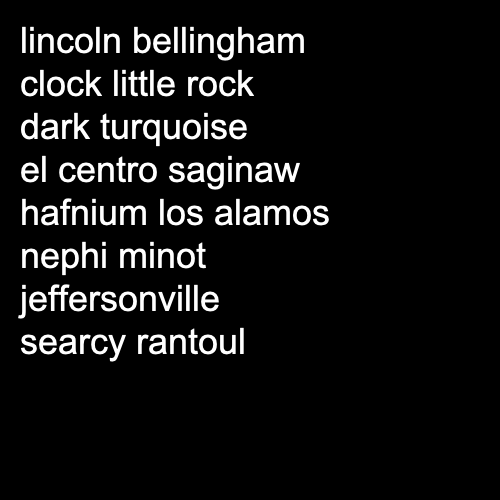 lincoln bellingham
clock little rock
dark turquoise
el centro saginaw
hafnium los alamos
nephi minot
jeffersonville
searcy rantoul